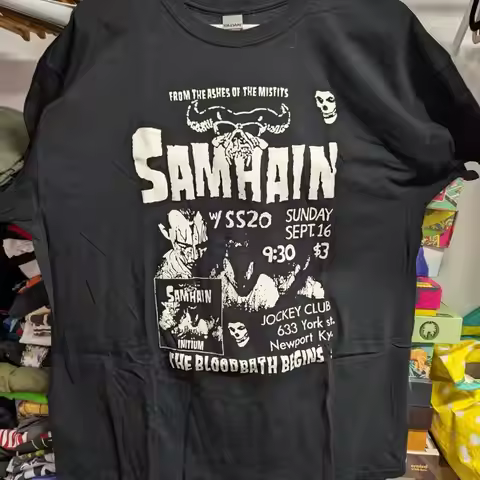 FROM THE ASHES OF THE MISFITS
SAMHAIN
W/ SS20
SUNDAY
SEPT. 16
9:30 $3
SAMHAIN
INITIUM
JOCKEY CLUB
633 York st.
Newport Ky.
THE BLOODBATH BEGINS